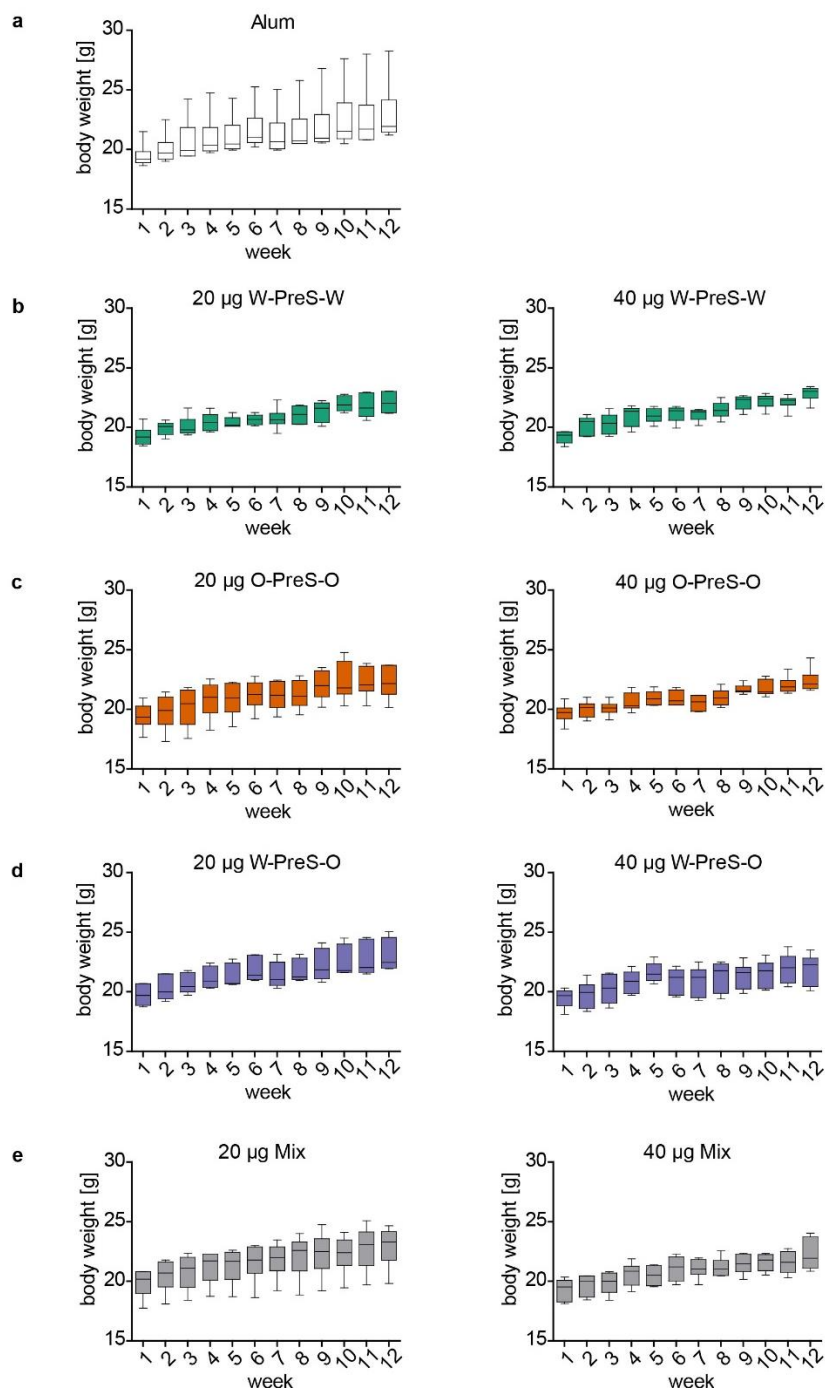 a
Alum
body weight [g]
30
25
20
15
1 2 3 4 5 6 7 8 9 10 11 12
week
b
20 µg W-PreS-W
body weight [g]
30
25
20
15
1 2 3 4 5 6 7 8 9 10 11 12
week
40 µg W-PreS-W
body weight [g]
30
25
20
15
1 2 3 4 5 6 7 8 9 10 11 12
week
c
20 µg O-PreS-O
body weight [g]
30
25
20
15
1 2 3 4 5 6 7 8 9 10 11 12
week
40 µg O-PreS-O
body weight [g]
30
25
20
15
1 2 3 4 5 6 7 8 9 10 11 12
week
d
20 µg W-PreS-O
body weight [g]
30
25
20
15
1 2 3 4 5 6 7 8 9 10 11 12
week
40 µg W-PreS-O
body weight [g]
30
25
20
15
1 2 3 4 5 6 7 8 9 10 11 12
week
e
20 µg Mix
body weight [g]
30
25
20
15
1 2 3 4 5 6 7 8 9 10 11 12
week
40 µg Mix
body weight [g]
30
25
20
15
1 2 3 4 5 6 7 8 9 10 11 12
week